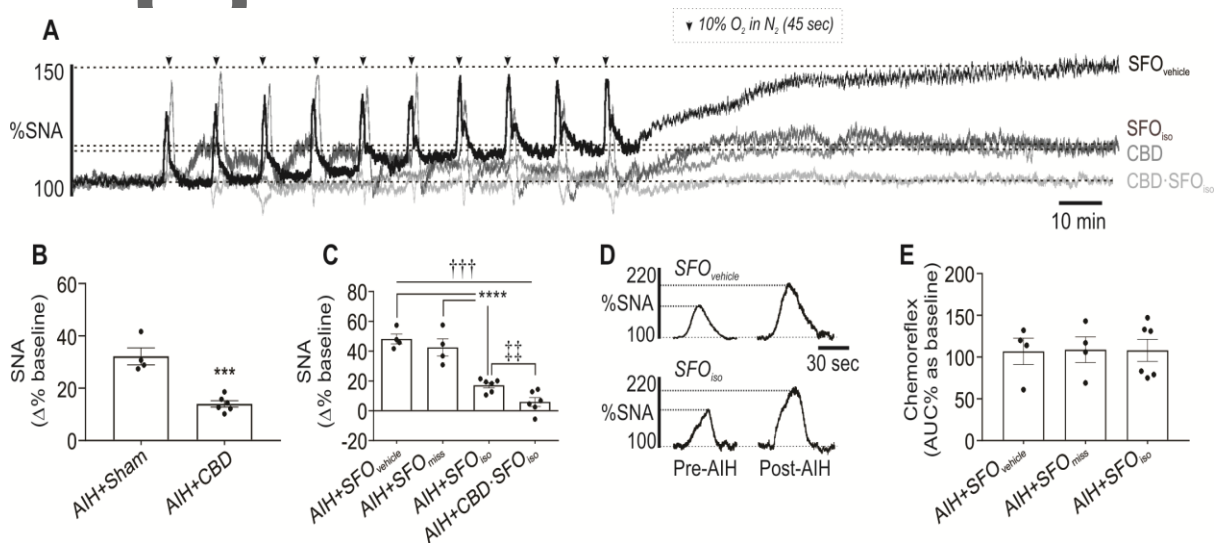 A
▼ 10% O2 in N2 (45 sec)
150
%SNA
100
SFOvehicle
SFOiso
CBD
CBD·SFOiso
10 min
B
SNA
(Δ% baseline)
60
40
20
0
***
AIH+Sham
AIH+CBD
C
SNA
(Δ% baseline)
80
60
40
20
0
-20
†††
****
‡‡
‡‡
AIH+SFOvehicle
AIH+SFOmiss
AIH+SFOiso
AIH+CBD·SFOiso
D
SFOvehicle
220
%SNA
100
30 sec
SFOiso
220
%SNA
100
Pre-AIH
Post-AIH
E
Chemoreflex
(AUC% as baseline)
200
150
100
50
0
AIH+SFOvehicle
AIH+SFOmiss
AIH+SFOiso